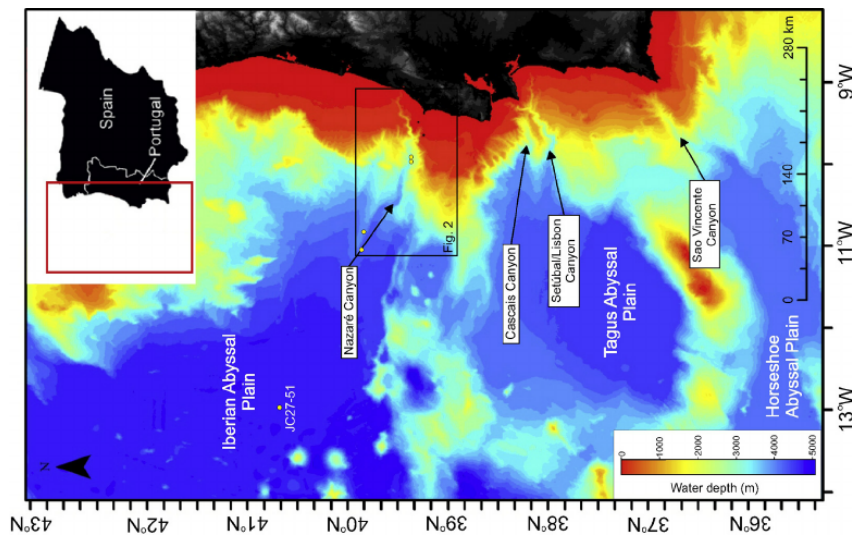 Spain
Portugal
Nazaré Canyon
Fig. 2
Cascais Canyon
Setúbal/Lisbon
Canyon
Sao Vincente
Canyon
Iberian Abyssal
Plain
JC27-51
Tagus Abyssal
Plain
Horseshoe
Abyssal Plain
N
0
70
140
280 km
9°W
11°W
13°W
43°N
42°N
41°N
40°N
39°N
38°N
37°N
36°N
0
-1000
-2000
-3000
-4000
5000
Water depth (m)